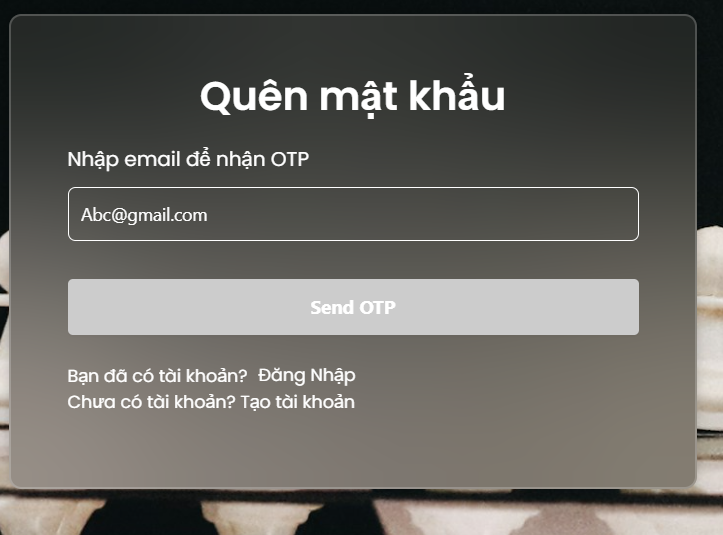 Quên mật khẩu
Nhập email để nhận OTP
Abc@gmail.com
Send OTP
Bạn đã có tài khoản? Đăng Nhập
Chưa có tài khoản? Tạo tài khoản